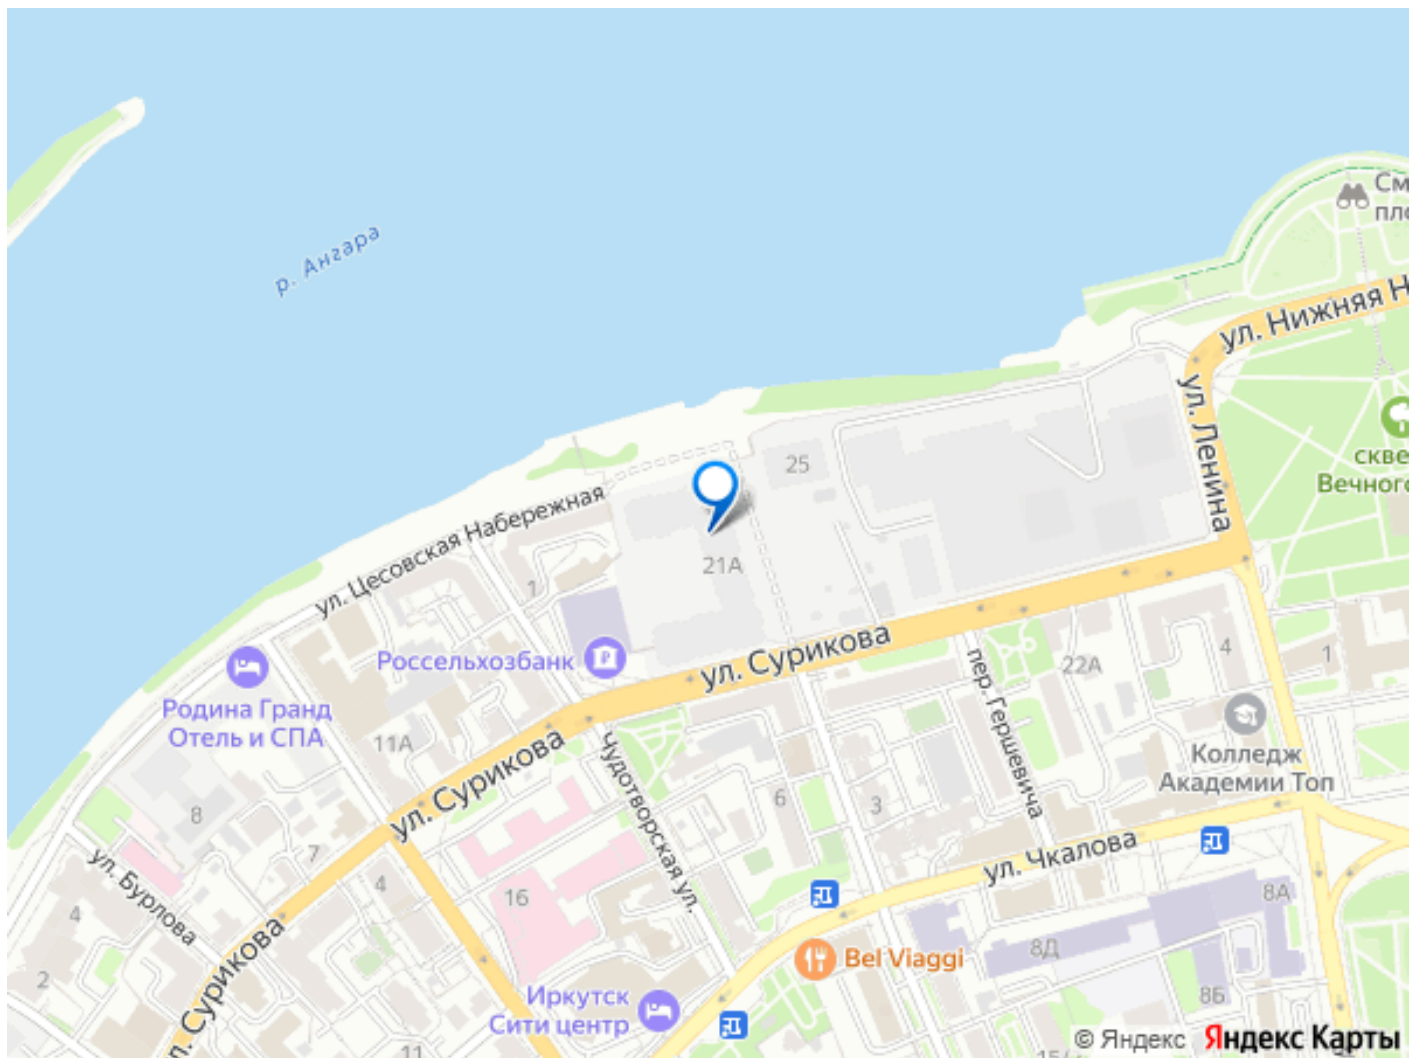 См
пло
р. Ангара
ул. Нижняя Н
ул. Ленина
скве
Вечного
25
ул. Цесовская Набережная
21А
1
Россельхозбанк
ул. Сурикова
пер. Гершевича
22А
4
1
Родина Гранд
Отель и СПА
11А
ул. Сурикова
Чудотворская ул.
Колледж
Академии Топ
8
7
6
3
ул. Чкалова
ул. Бурлова
4
4
16
8А
2
ул. Сурикова
Bel Viaggi
8Д
8Б
Иркутск
Сити центр
11
© Яндекс Яндекс Карты